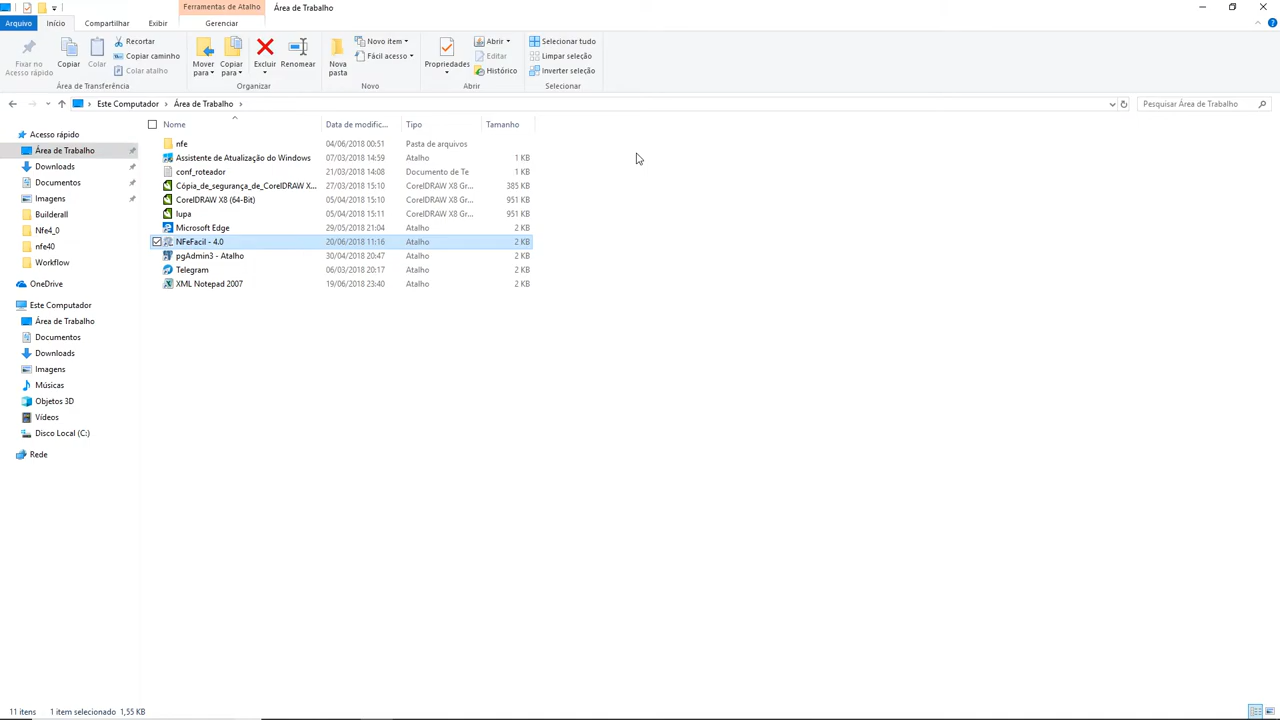 Ferramentas de Atalho Área de Trabalho
Arquivo Início Compartilhar Exibir Gerenciar
Fixar no Acesso rápido
Copiar
Colar
Recortar
Copiar caminho
Colar atalho
Mover para
Copiar para
Excluir
Renomear
Nova pasta
Novo item
Fácil acesso
Propriedades
Abrir
Editar
Histórico
Selecionar tudo
Limpar seleção
Inverter seleção
Área de Transferência Organizar Novo Abrir Selecionar
Este Computador Área de Trabalho Pesquisar Área de Trabalho
Acesso rápido
Área de Trabalho
Downloads
Documentos
Imagens
Builderall
Nfe4_0
nfe40
Workflow
OneDrive
Este Computador
Área de Trabalho
Documentos
Downloads
Imagens
Músicas
Objetos 3D
Vídeos
Disco Local (C:)
Rede
Nome Data de modific... Tipo Tamanho
nfe 04/06/2018 00:51 Pasta de arquivos
Assistente de Atualização do Windows 07/03/2018 14:59 Atalho 1 KB
conf_roteador 21/03/2018 14:08 Documento de Te 1 KB
Cópia_de_segurança_de_CorelDRAW X... 27/03/2018 15:10 CorelDRAW X8 Gr... 385 KB
CorelDRAW X8 (64-Bit) 05/04/2018 15:10 CorelDRAW X8 Gr... 951 KB
lupa 05/04/2018 15:11 CorelDRAW X8 Gr... 951 KB
Microsoft Edge 29/05/2018 21:04 Atalho 2 KB
NFeFacil - 4.0 20/06/2018 11:16 Atalho 2 KB
pgAdmin3 - Atalho 30/04/2018 20:47 Atalho 2 KB
Telegram 06/03/2018 20:17 Atalho 2 KB
XML Notepad 2007 19/06/2018 23:40 Atalho 2 KB
11 itens 1 item selecionado 1,55 KB